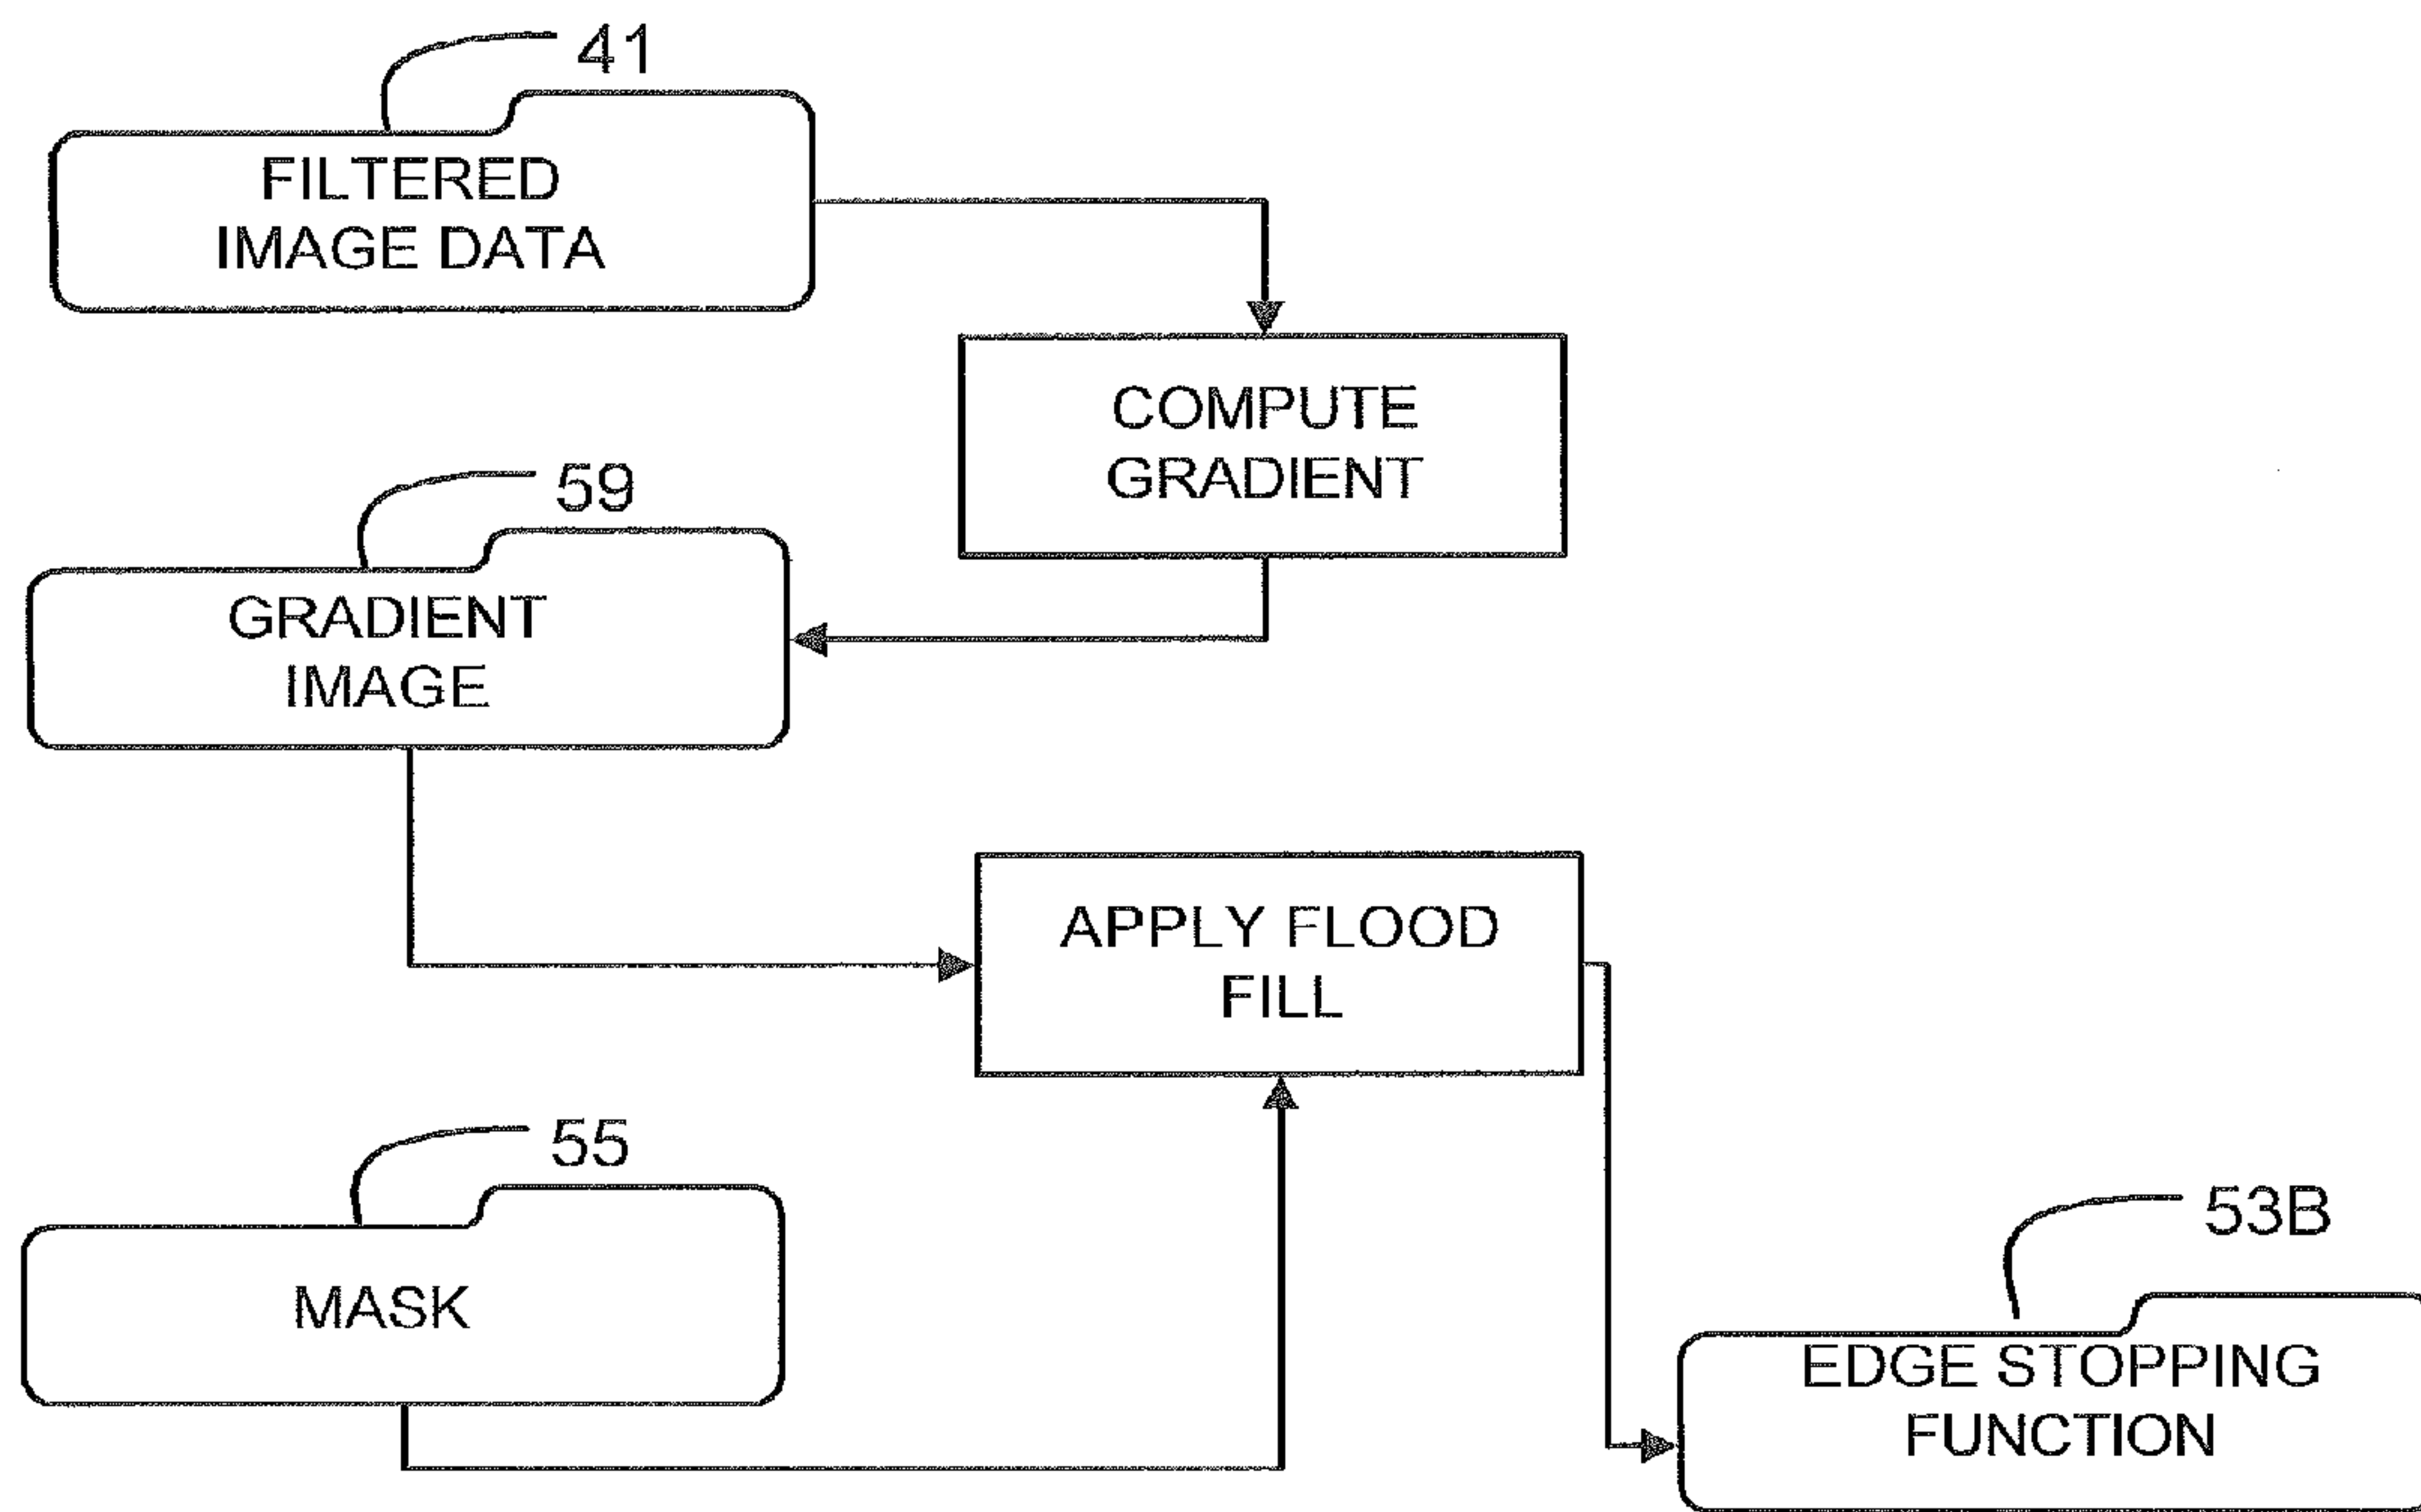 41
FILTERED
IMAGE DATA
COMPUTE
GRADIENT
59
GRADIENT
IMAGE
APPLY FLOOD
FILL
55
MASK
53B
EDGE STOPPING
FUNCTION